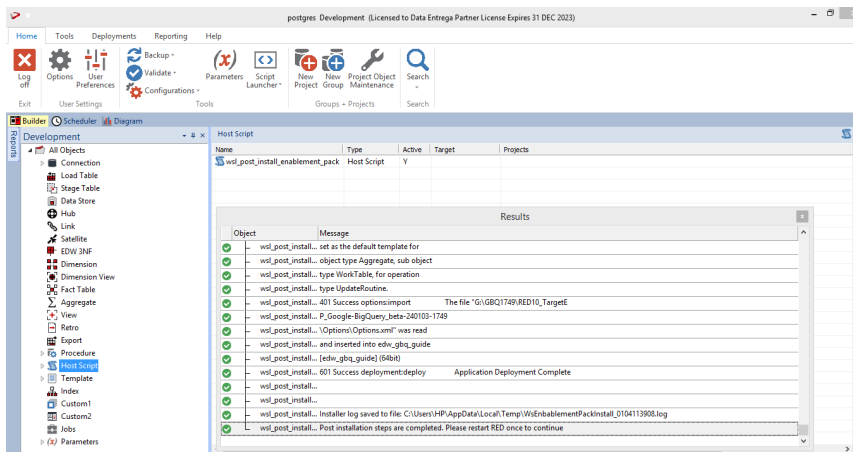 postgres Development (Licensed to Data Entrega Partner License Expires 31 DEC 2023)
Home Tools Deployments Reporting Help
Log off
Options
User Preferences
Backup
Validate
Configurations
Parameters
Script Launcher
New Project
New Group
Project Object Maintenance
Search
Exit User Settings Tools Groups + Projects Search
Builder Scheduler Diagram
Reports
Development
All Objects
Connection
Load Table
Stage Table
Data Store
Hub
Link
Satellite
EDW 3NF
Dimension
Dimension View
Fact Table
Aggregate
View
Retro
Export
Procedure
Host Script
Template
Index
Custom1
Custom2
Jobs
(x) Parameters
Host Script
Name Type Active Target Projects
wsl_post_install_enablement_pack Host Script Y
Results
Object Message
wsl_post_install... set as the default template for
wsl_post_install... object type Aggregate, sub object
wsl_post_install... type WorkTable, for operation
wsl_post_install... type UpdateRoutine.
wsl_post_install... 401 Success options:import The file "G:\GBQ1749\RED10_TargetE
wsl_post_install... P_Google-BigQuery_beta-240103-1749
wsl_post_install... \Options\Options.xml" was read
wsl_post_install... and inserted into edw_gbq_guide
wsl_post_install... [edw_gbq_guide] (64bit)
wsl_post_install... 601 Success deployment:deploy Application Deployment Complete
wsl_post_install...
wsl_post_install...
wsl_post_install... Installer log saved to file: C:\Users\HP\AppData\Local\Temp\WsEnablementPackInstall_0104113908.log
wsl_post_install... Post installation steps are completed. Please restart RED once to continue